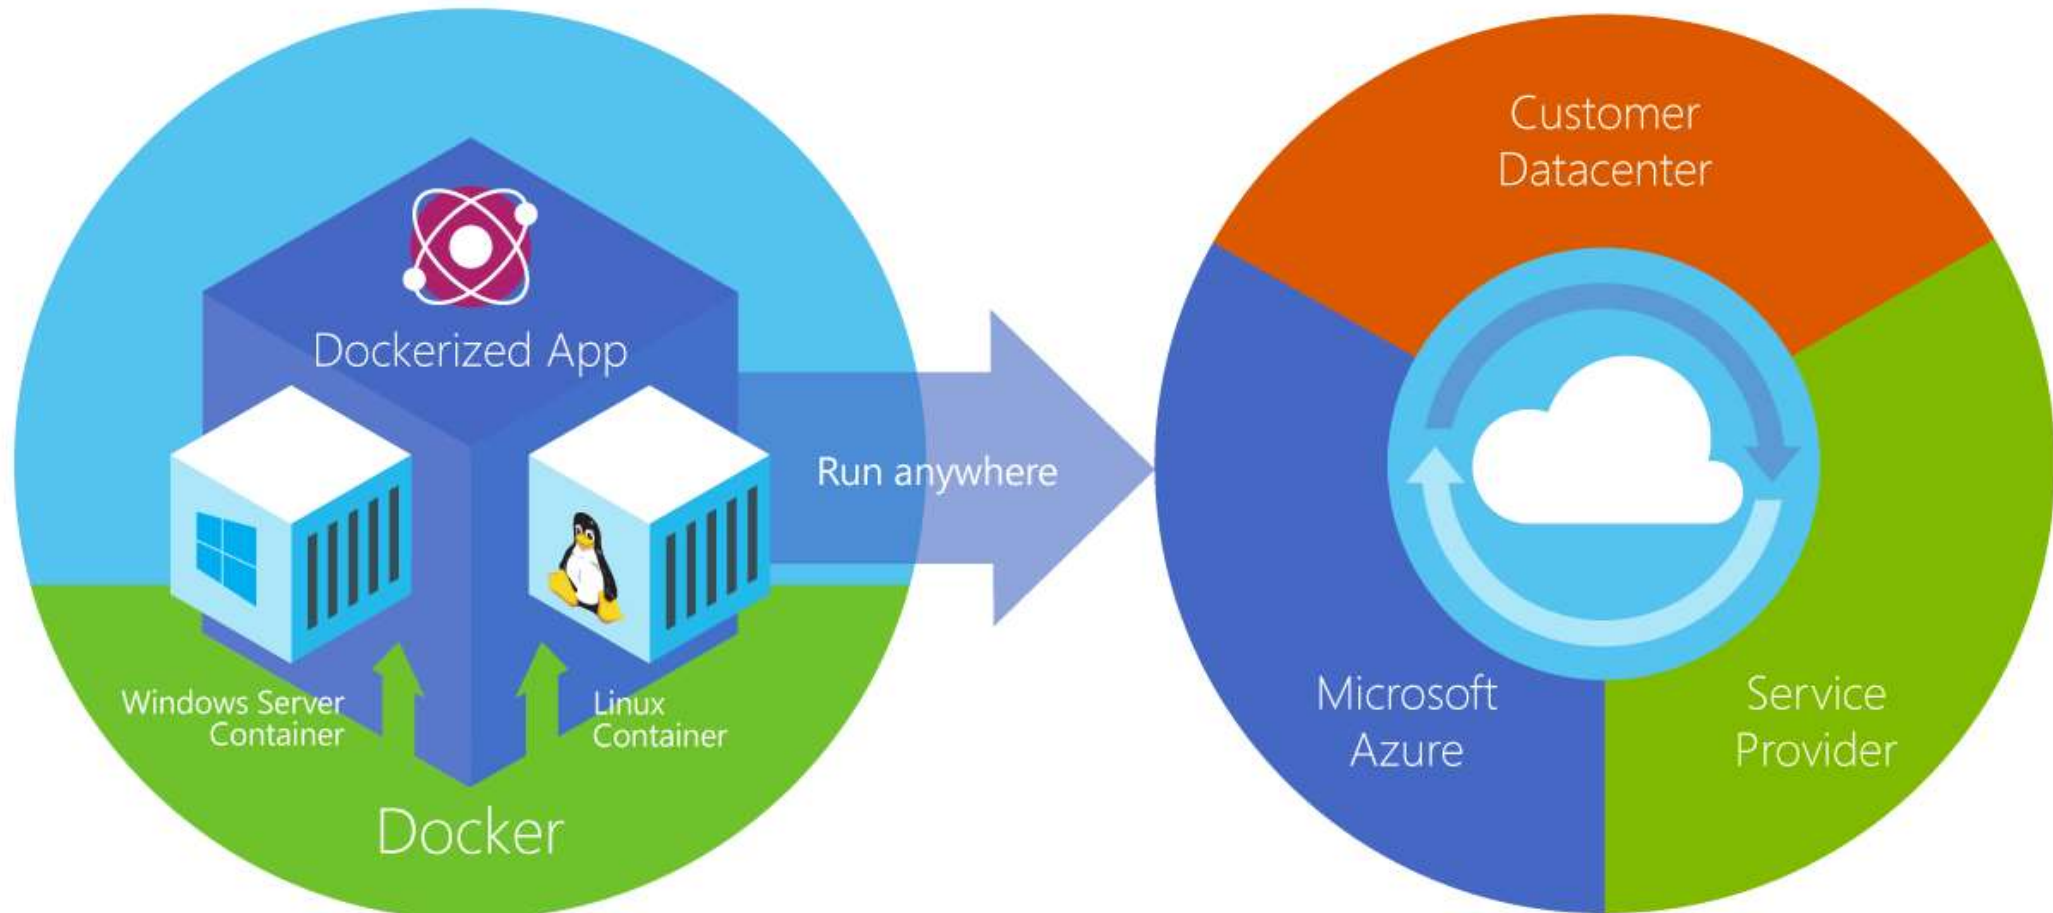 Dockerized App
Windows Server
Container
Linux
Container
Docker
Run anywhere
Customer
Datacenter
Microsoft
Azure
Service
Provider